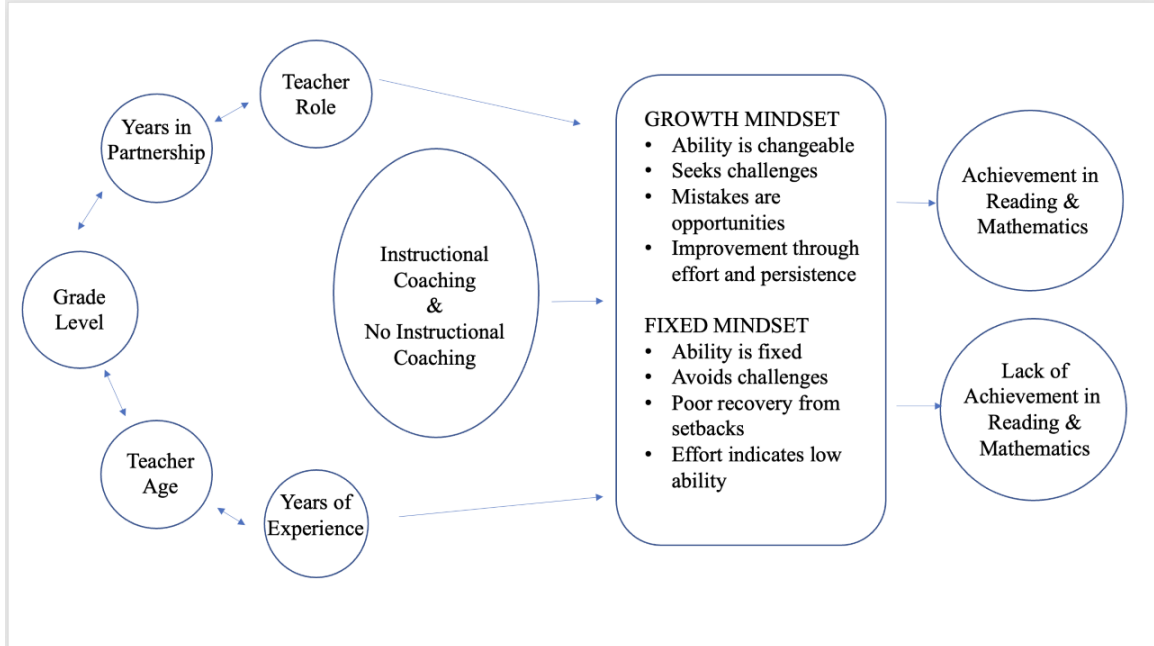 Teacher
Role
Years in
Partnership
Grade
Level
Teacher
Age
Years of
Experience
Instructional
Coaching
&
No Instructional
Coaching
GROWTH MINDSET
• Ability is changeable
• Seeks challenges
• Mistakes are
opportunities
• Improvement through
effort and persistence
FIXED MINDSET
• Ability is fixed
• Avoids challenges
• Poor recovery from
setbacks
• Effort indicates low
ability
Achievement in
Reading &
Mathematics
Lack of
Achievement in
Reading &
Mathematics